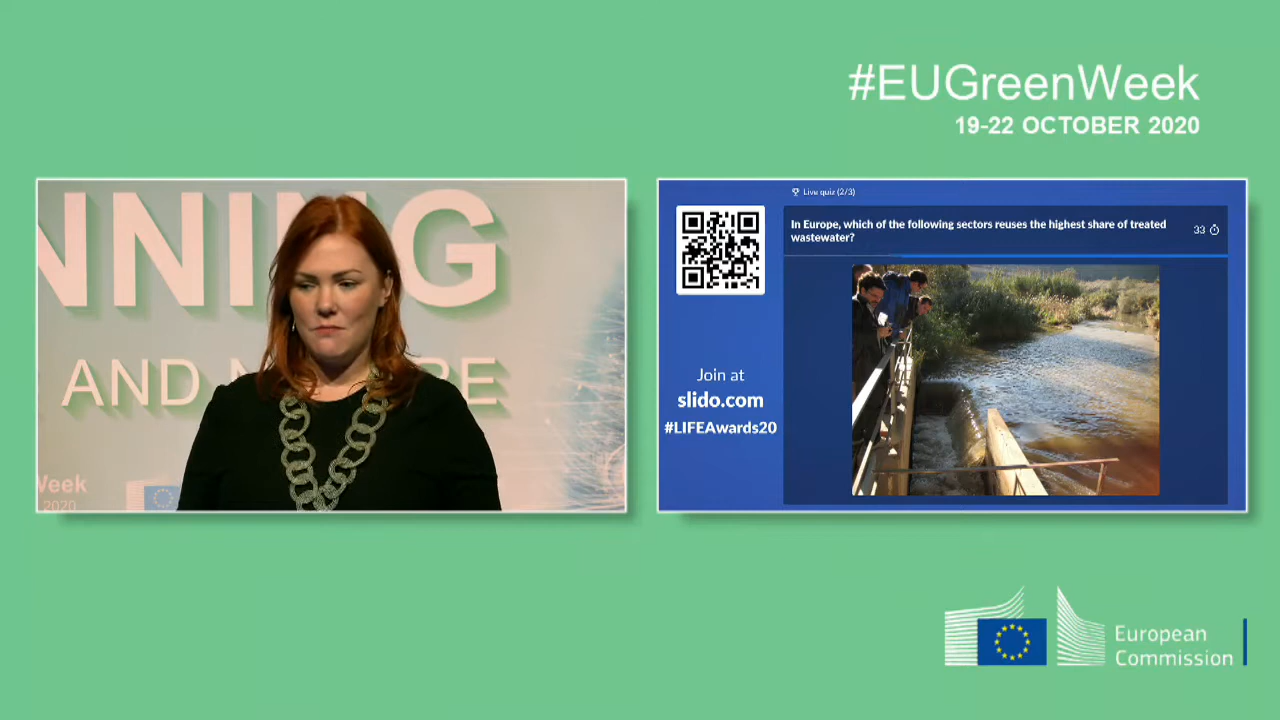 #EUGreenWeek
19-22 OCTOBER 2020
NNING
AND N RE
Week
2020
Live quiz (2/3)
In Europe, which of the following sectors reuses the highest share of treated
wastewater?
33
Join at
slido.com
#LIFEAwards20
European
Commission